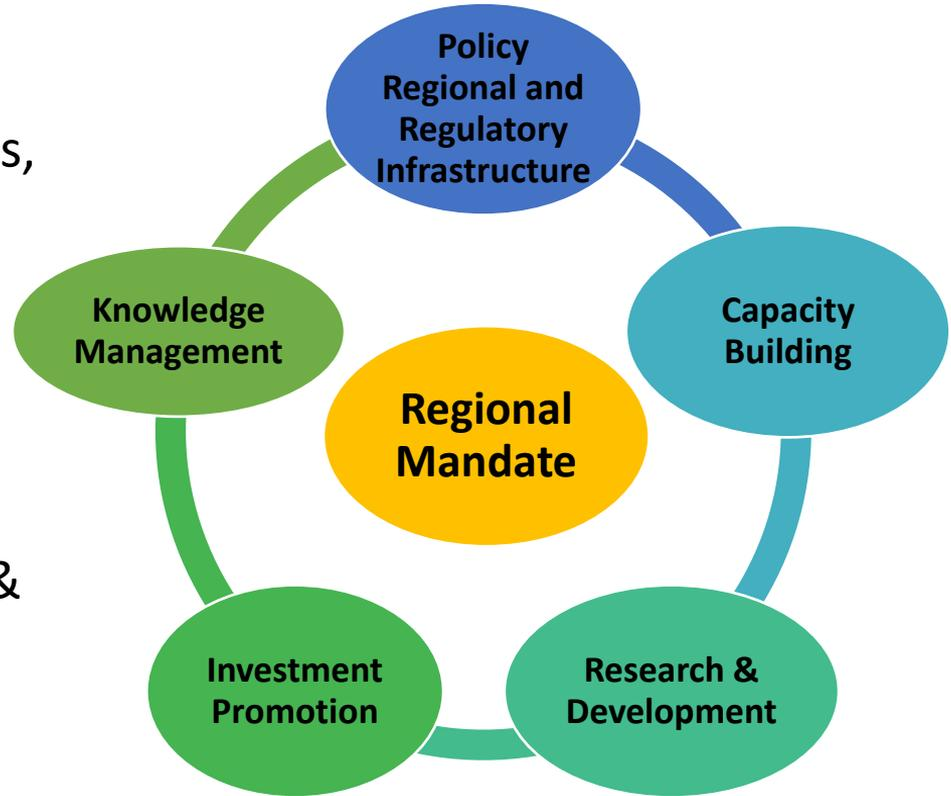 s,
&
Policy
Regional and
Regulatory
Infrastructure
Capacity
Building
Research &
Development
Investment
Promotion
Knowledge
Management
Regional
Mandate